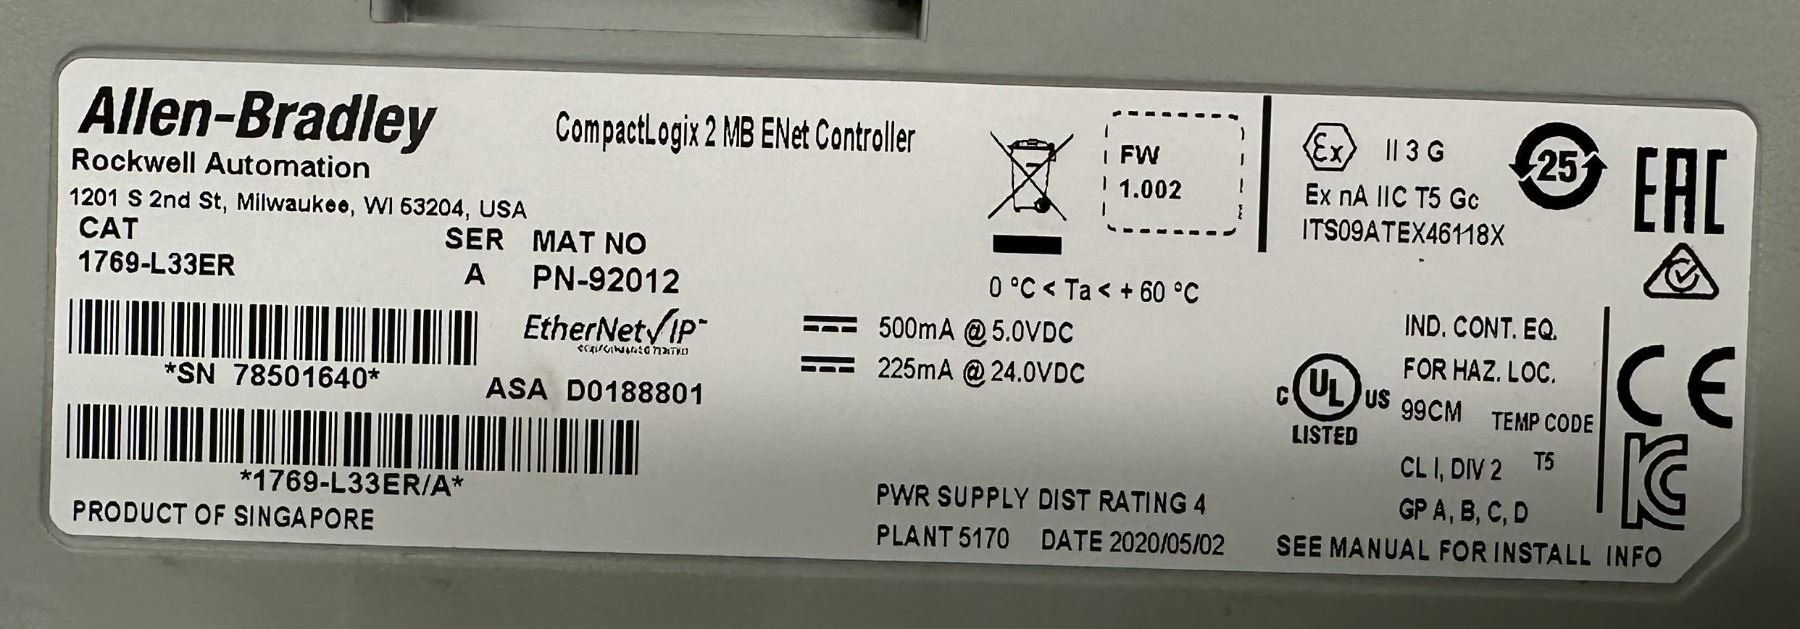 Allen-Bradley
Rockwell Automation
1201 S 2nd St, Milwaukee, WI 53204, USA
CAT
1769-L33ER
SER
A
MAT NO
PN-92012
EtherNet/IP™
*SN 78501640*
ASA D0188801
*1769-L33ER/A*
PRODUCT OF SINGAPORE
CompactLogix 2 MB ENet Controller
FW
1.002
0 °C < Ta < + 60 °C
500mA @ 5.0VDC
225mA @ 24.0VDC
PWR SUPPLY DIST RATING 4
PLANT 5170 DATE 2020/05/02
Ex II 3 G
Ex nA IIC T5 Gc
ITS09ATEX46118X
25
EAC
C UL US
LISTED
IND. CONT. EQ.
FOR HAZ. LOC.
99CM TEMP CODE
CL I, DIV 2 T5
GP A, B, C, D
CE
KC
SEE MANUAL FOR INSTALL INFO